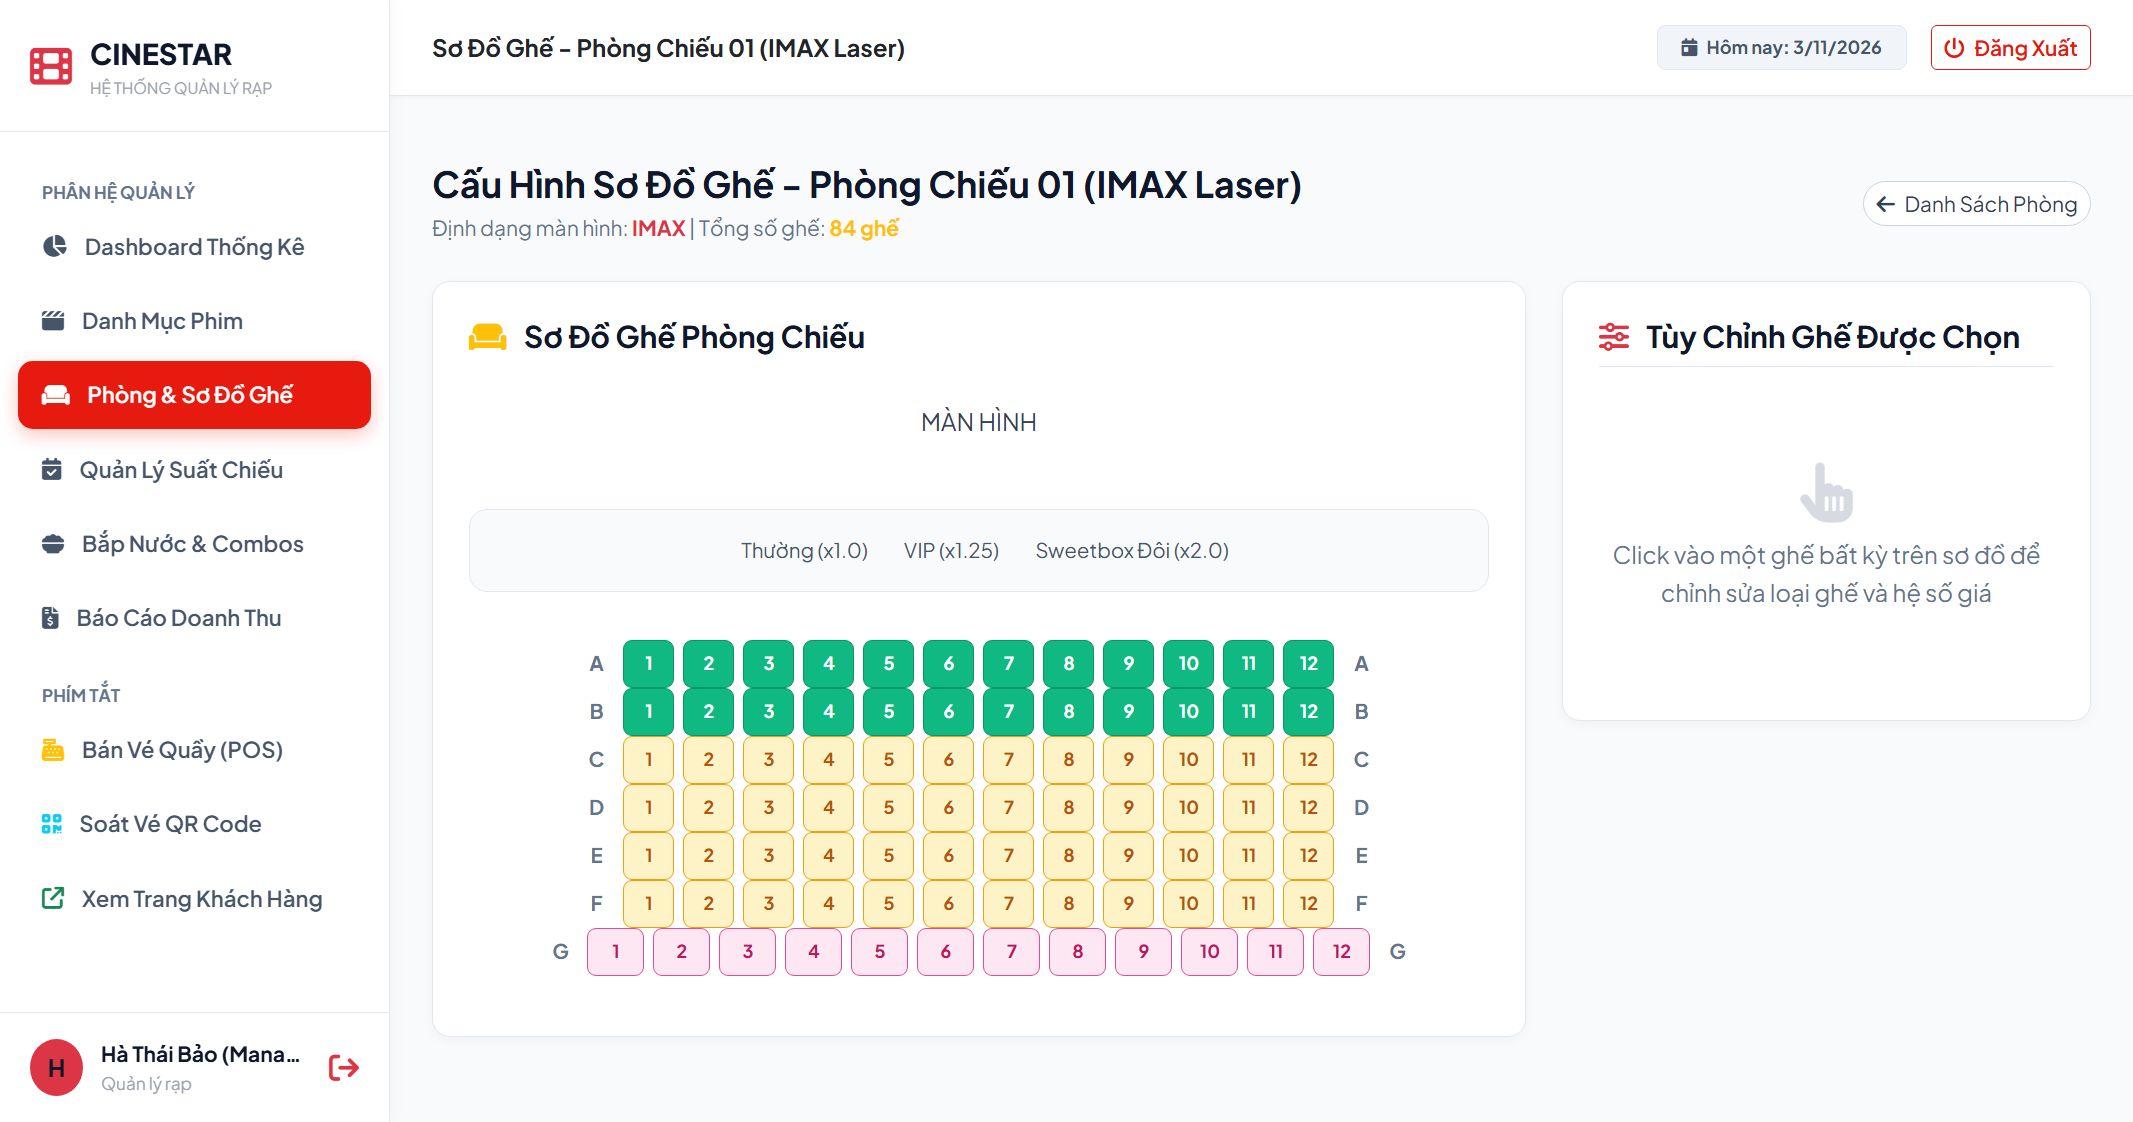 CINESTAR
HỆ THỐNG QUẢN LÝ RẠP
Sơ Đồ Ghế – Phòng Chiếu 01 (IMAX Laser)
Hôm nay: 3/11/2026
Đăng Xuất
PHÂN HỆ QUẢN LÝ
Dashboard Thống Kê
Danh Mục Phim
Phòng & Sơ Đồ Ghế
Quản Lý Suất Chiếu
Bắp Nước & Combos
Báo Cáo Doanh Thu
PHÍM TẮT
Bán Vé Quầy (POS)
Soát Vé QR Code
Xem Trang Khách Hàng
H
Hà Thái Bảo (Mana...
Quản lý rạp
Cấu Hình Sơ Đồ Ghế – Phòng Chiếu 01 (IMAX Laser)
Định dạng màn hình: IMAX | Tổng số ghế: 84 ghế
Danh Sách Phòng
Sơ Đồ Ghế Phòng Chiếu
MÀN HÌNH
Thường (x1.0) VIP (x1.25) Sweetbox Đôi (x2.0)
A 1 2 3 4 5 6 7 8 9 10 11 12 A
B 1 2 3 4 5 6 7 8 9 10 11 12 B
C 1 2 3 4 5 6 7 8 9 10 11 12 C
D 1 2 3 4 5 6 7 8 9 10 11 12 D
E 1 2 3 4 5 6 7 8 9 10 11 12 E
F 1 2 3 4 5 6 7 8 9 10 11 12 F
G 1 2 3 4 5 6 7 8 9 10 11 12 G
Tùy Chỉnh Ghế Được Chọn
Click vào một ghế bất kỳ trên sơ đồ để
chỉnh sửa loại ghế và hệ số giá